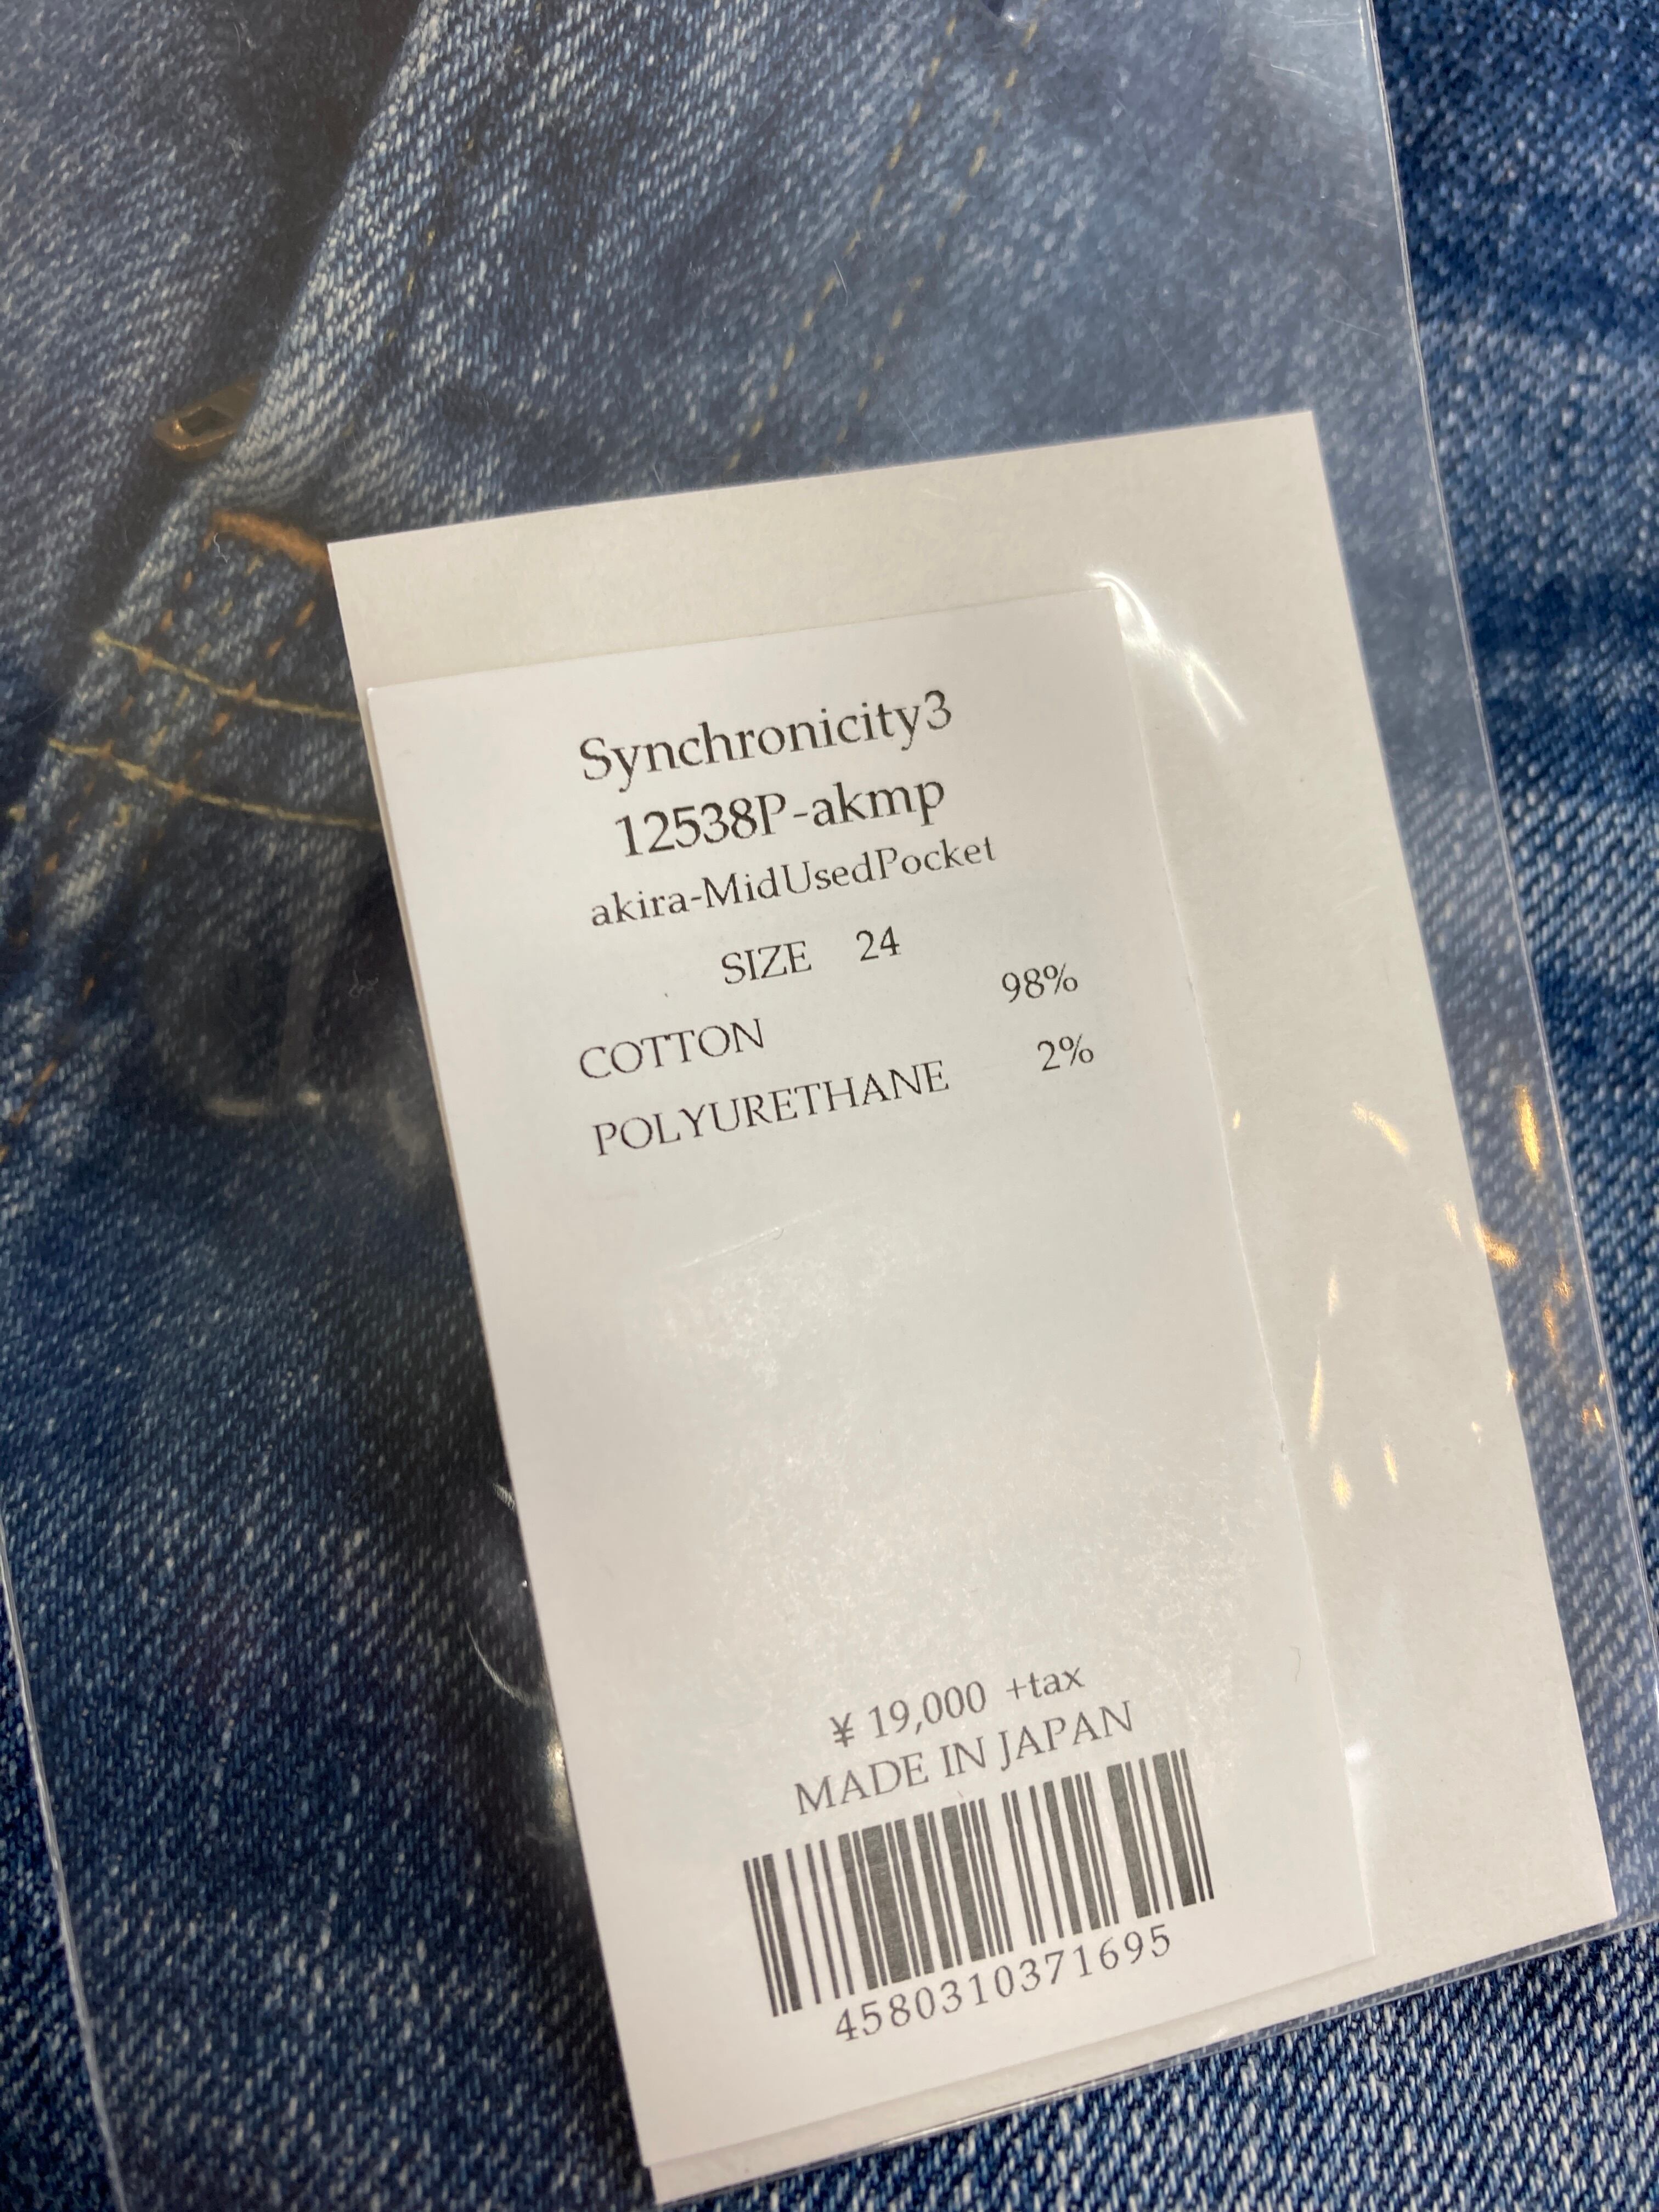 Synchronicity3
12538P-akmp
akira-MidUsedPocket
SIZE 24
COTTON 98%
POLYURETHANE 2%
¥ 19,000 +tax
MADE IN JAPAN
4580310371695